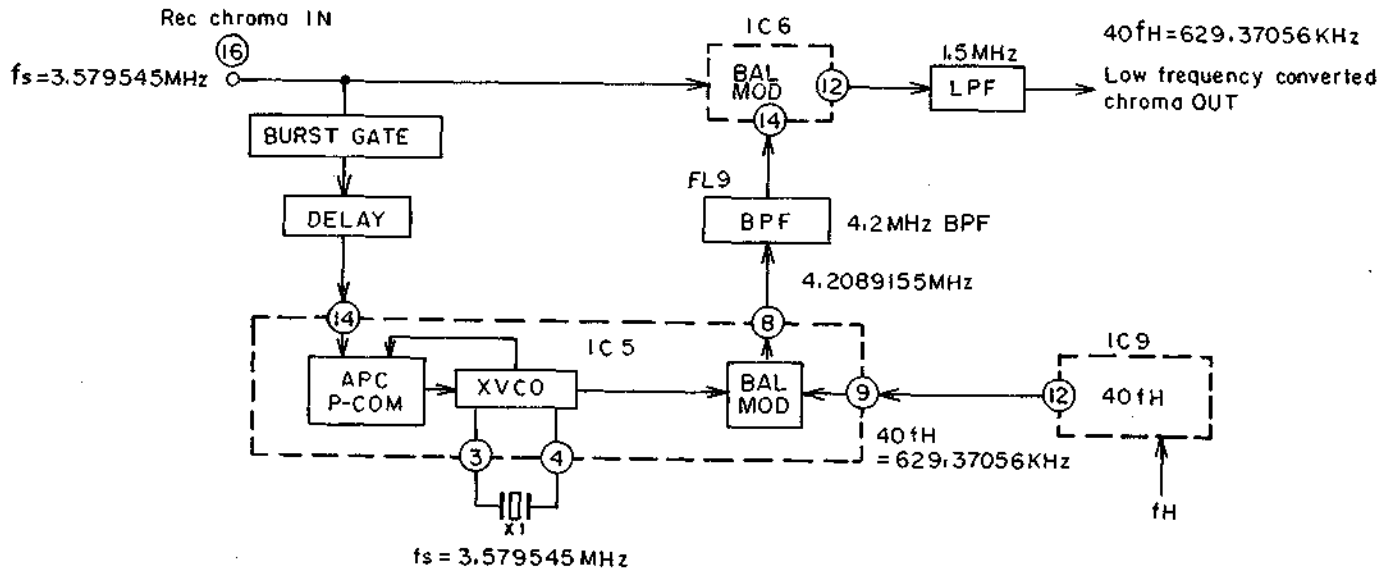 Rec chroma IN
16
fs=3.579545MHz
BURST GATE
DELAY
14
IC6
BAL
MOD
12
14
1.5MHz
LPF
40fH=629.37056KHz
Low frequency converted
chroma OUT
FL9
BPF
4.2MHz BPF
4.2089155MHz
8
IC5
APC
P-COM
XVCO
BAL
MOD
9
3
4
X1
fs=3.579545MHz
40fH
=629.37056KHz
IC9
12
40fH
fH